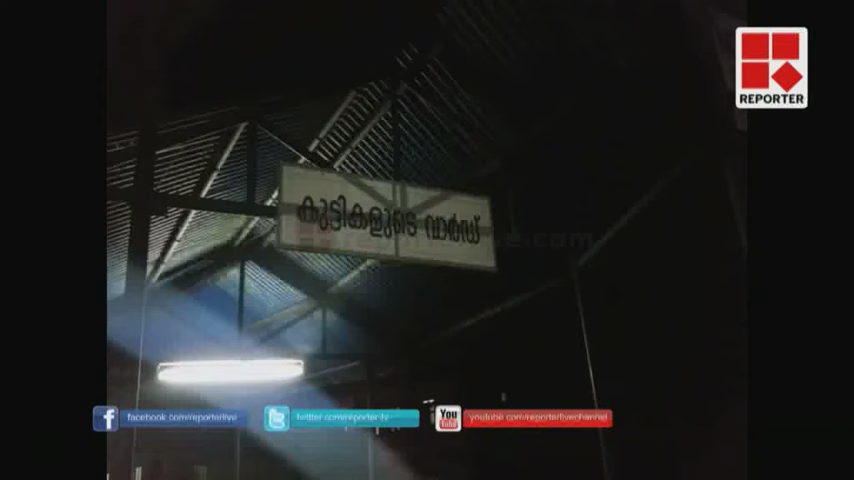 REPORTER
കുട്ടികളുടെ വാർഡ്
facebook.com/reporterlive
twitter.com/reporter-tv
You
Tube
youtube.com/reporterlivechannel